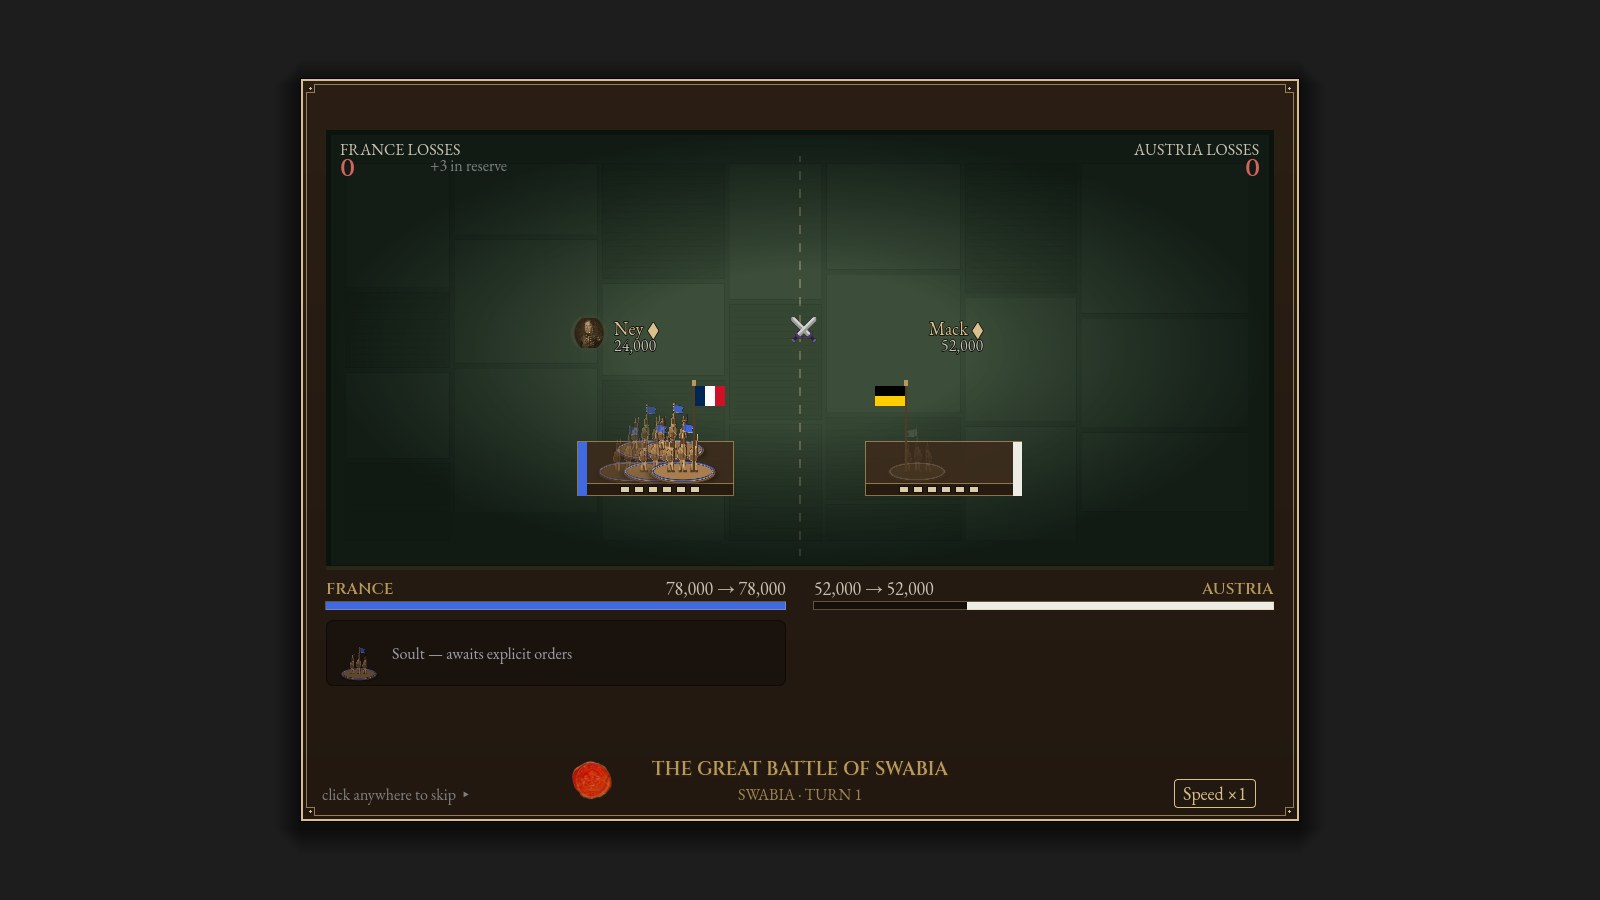 FRANCE LOSSES
0
+3 in reserve
AUSTRIA LOSSES
0
Ney
24,000
Mack
52,000
FRANCE
78,000 → 78,000
52,000 → 52,000
AUSTRIA
Soult — awaits explicit orders
THE GREAT BATTLE OF SWABIA
SWABIA · TURN 1
click anywhere to skip ▸
Speed ×1